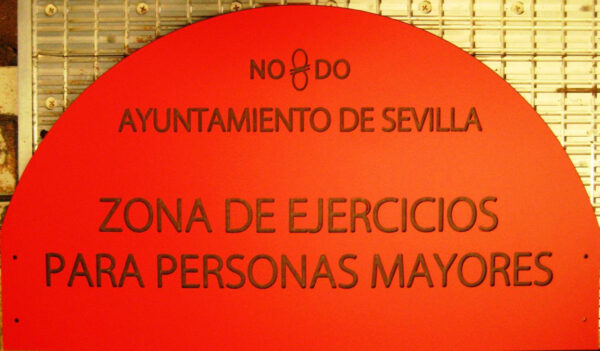 NO8DO
AYUNTAMIENTO DE SEVILLA
ZONA DE EJERCICIOS
PARA PERSONAS MAYORES